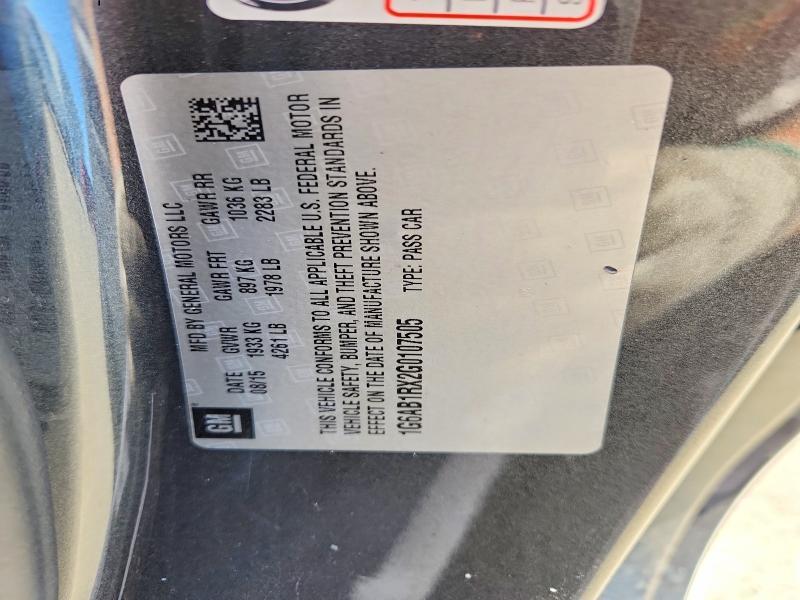 MFD BY GENERAL MOTORS LLC
DATE GVWR GAWR FRT GAWR RR
08/15 1933 KG 897 KG 1036 KG
4261 LB 1978 LB 2283 LB
GM
THIS VEHICLE CONFORMS TO ALL APPLICABLE U.S. FEDERAL MOTOR
VEHICLE SAFETY, BUMPER, AND THEFT PREVENTION STANDARDS IN
EFFECT ON THE DATE OF MANUFACTURE SHOWN ABOVE.
1G6AB1RX2G0107505 TYPE: PASS CAR